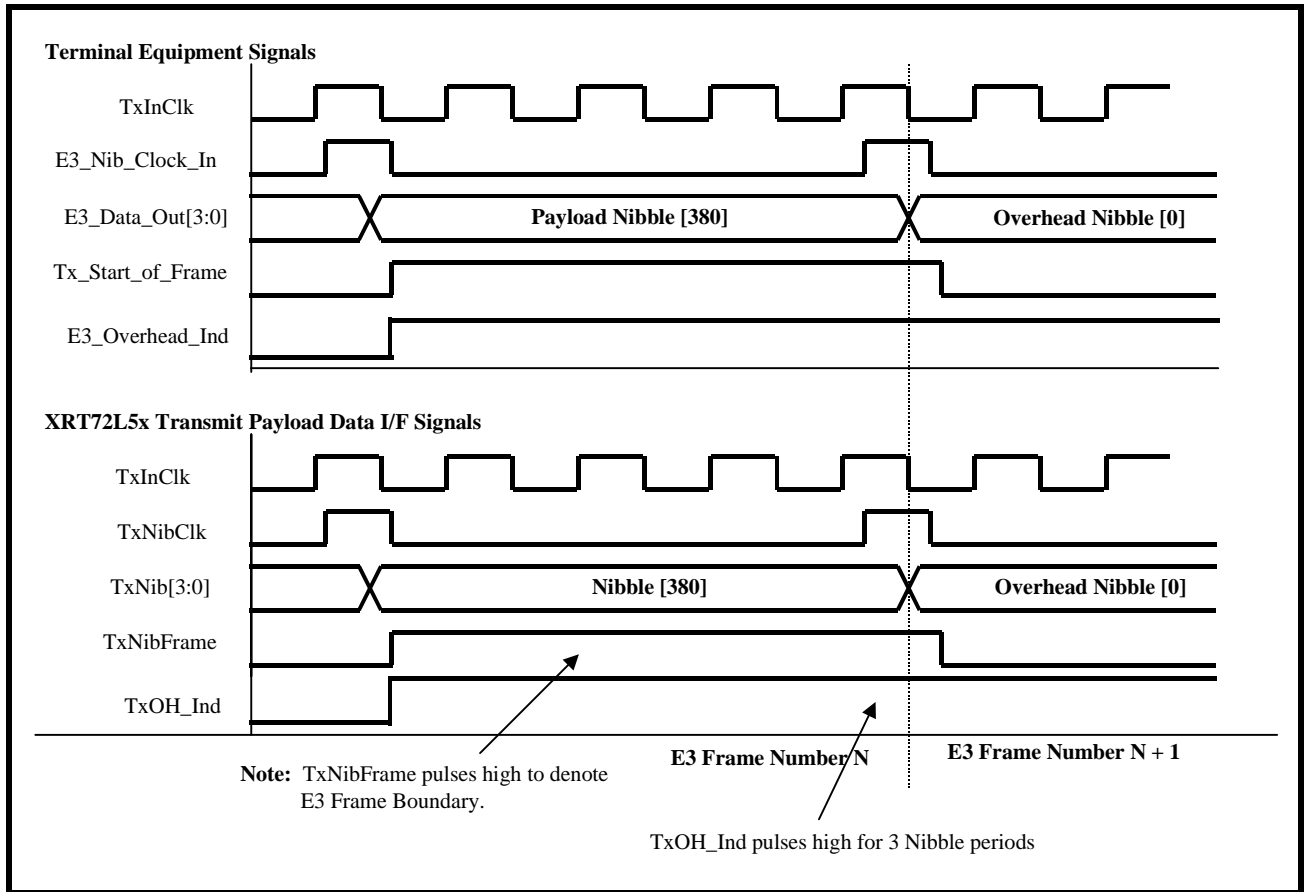 Terminal Equipment Signals
TxInClk
E3_Nib_Clock_In
E3_Data_Out[3:0]
Payload Nibble [380]
Overhead Nibble [0]
Tx_Start_of_Frame
E3_Overhead_Ind
XRT72L5x Transmit Payload Data I/F Signals
TxInClk
TxNibClk
TxNib[3:0]
Nibble [380]
Overhead Nibble [0]
TxNibFrame
TxOH_Ind
E3 Frame Number N
E3 Frame Number N + 1
Note: TxNibFrame pulses high to denote
E3 Frame Boundary.
TxOH_Ind pulses high for 3 Nibble periods